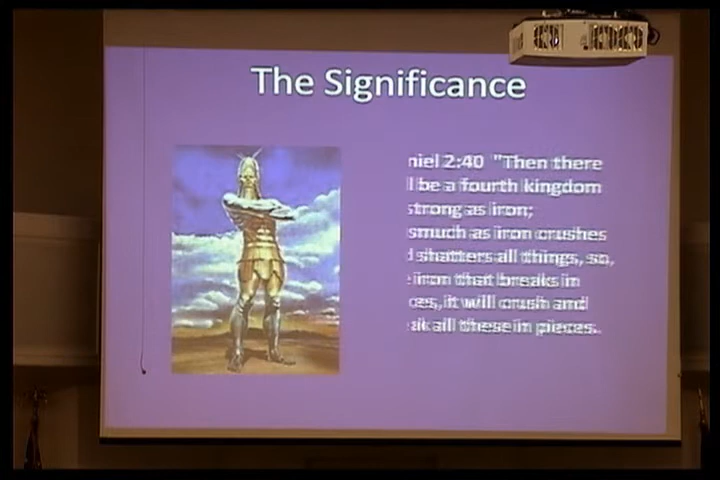 The Significance
niel 2:40 "Then there
l be a fourth kingdom
strong as iron;
smuch as iron crushes
d shatters all things, so,
e iron that breaks in
ces, it will crush and
ak all these in pieces.